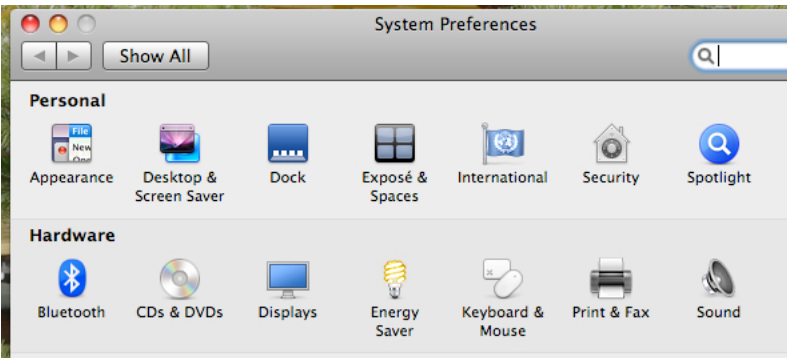 System Preferences
Show All
Personal
File
New
Appearance
Desktop &
Screen Saver
Dock
Exposé &
Spaces
International
Security
Spotlight
Hardware
Bluetooth
CDs & DVDs
Displays
Energy
Saver
Keyboard &
Mouse
Print & Fax
Sound